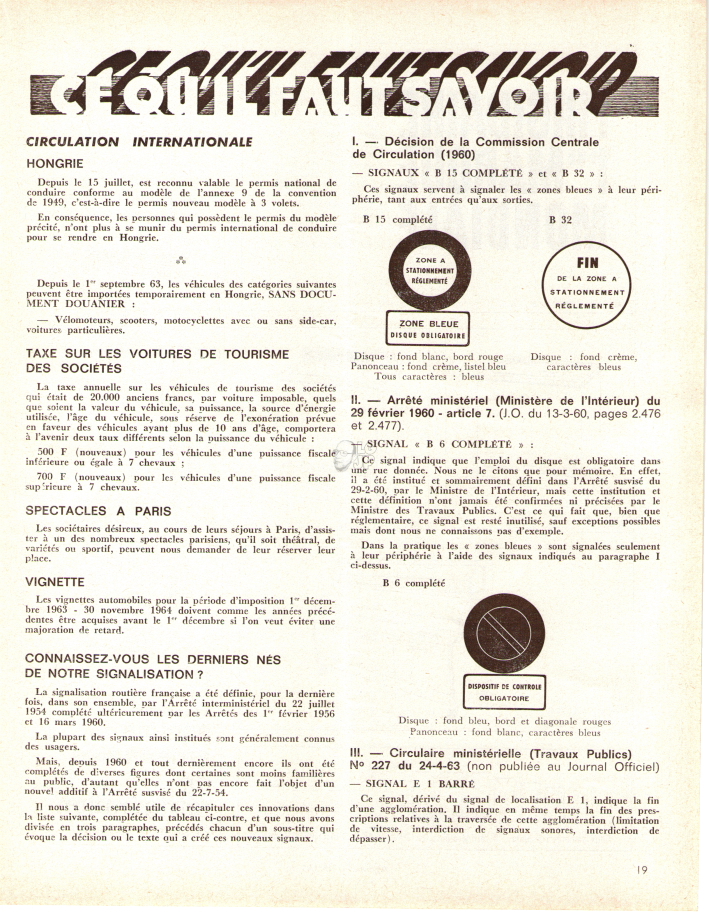 CE QU'IL FAUT SAVOIR
CIRCULATION INTERNATIONALE
HONGRIE
Depuis le 15 juillet, est reconnu valable le permis national de
conduire conforme au modèle de l'annexe 9 de la convention
de 1949, c'est-à-dire le permis nouveau modèle à 3 volets.
En conséquence, les personnes qui possèdent le permis du modèle
précité, n'ont plus à se munir du permis international de conduire
pour se rendre en Hongrie.
Depuis le 1er septembre 63, les véhicules des catégories suivantes
peuvent être importées temporairement en Hongrie, SANS DOCU-
MENT DOUANIER :
— Vélomoteurs, scooters, motocyclettes avec ou sans side-car,
voitures particulières.
TAXE SUR LES VOITURES DE TOURISME
DES SOCIÉTÉS
La taxe annuelle sur les véhicules de tourisme des sociétés
qui était de 20.000 anciens francs, par voiture imposable, quels
que soient la valeur du véhicule, sa puissance, la source d'énergie
utilisée, l'âge du véhicule, sous réserve de l'exonération prévue
en faveur des véhicules ayant plus de 10 ans d'âge, comportera
à l'avenir deux taux différents selon la puissance du véhicule :
500 F (nouveaux) pour les véhicules d'une puissance fiscale
inférieure ou égale à 7 chevaux ;
700 F (nouveaux) pour les véhicules d'une puissance fiscale
supérieure à 7 chevaux.
SPECTACLES A PARIS
Les sociétaires désireux, au cours de leurs séjours à Paris, d'assis-
ter à un des nombreux spectacles parisiens, qu'il soit théâtral, de
variétés ou sportif, peuvent nous demander de leur réserver leur
place.
VIGNETTE
Les vignettes automobiles pour la période d'imposition 1er décem-
bre 1963 - 30 novembre 1964 doivent comme les années précé-
dentes être acquises avant le 1er décembre si l'on veut éviter une
majoration de retard.
CONNAISSEZ-VOUS LES DERNIERS NÉS
DE NOTRE SIGNALISATION ?
La signalisation routière française a été définie, pour la dernière
fois, dans son ensemble, par l'Arrêté interministériel du 22 juillet
1954 complété ultérieurement par les Arrêtés des 1er février 1956
et 16 mars 1960.
La plupart des signaux ainsi institués sont généralement connus
des usagers.
Mais, depuis 1960 et tout dernièrement encore ils ont été
complétés de diverses figures dont certaines sont moins familières
au public, d'autant qu'elles n'ont pas encore fait l'objet d'un
nouvel additif à l'Arrêté susvisé du 22-7-54.
Il nous a donc semblé utile de récapituler ces innovations dans
la liste suivante, complétée du tableau ci-contre, et que nous avons
divisée en trois paragraphes, précédés chacun d'un sous-titre qui
évoque la décision ou le texte qui a créé ces nouveaux signaux.
I. — Décision de la Commission Centrale
de Circulation (1960)
— SIGNAUX « B 15 COMPLÉTÉ » et « B 32 » :
Ces signaux servent à signaler les « zones bleues » à leur péri-
phérie, tant aux entrées qu'aux sorties.
B 15 complété B 32
ZONE A
STATIONNEMENT
RÉGLEMENTÉ
ZONE BLEUE
DISQUE OBLIGATOIRE
FIN
DE LA ZONE A
STATIONNEMENT
RÉGLEMENTÉ
Disque : fond blanc, bord rouge
Panonceau : fond crème, listel bleu
Tous caractères : bleus
Disque : fond crème,
caractères bleus
II. — Arrêté ministériel (Ministère de l'Intérieur) du
29 février 1960 - article 7. (J.O. du 13-3-60, pages 2.476
et 2.477).
— SIGNAL « B 6 COMPLÉTÉ » :
Ce signal indique que l'emploi du disque est obligatoire dans
une rue donnée. Nous ne le citons que pour mémoire. En effet,
il a été institué et sommairement défini dans l'Arrêté susvisé du
29-2-60, par le Ministre de l'Intérieur, mais cette institution et
cette définition n'ont jamais été confirmées ni précisées par le
Ministre des Travaux Publics. C'est ce qui fait que, bien que
réglementaire, ce signal est resté inutilisé, sauf exceptions possibles
mais dont nous ne connaissons pas d'exemple.
Dans la pratique les « zones bleues » sont signalées seulement
à leur périphérie à l'aide des signaux indiqués au paragraphe I
ci-dessus.
B 6 complété
DISPOSITIF DE CONTROLE
OBLIGATOIRE
Disque : fond bleu, bord et diagonale rouges
Panonceau : fond blanc, caractères bleus
III. — Circulaire ministérielle (Travaux Publics)
No 227 du 24-4-63 (non publiée au Journal Officiel)
— SIGNAL E 1 BARRÉ
Ce signal, dérivé du signal de localisation E 1, indique la fin
d'une agglomération. Il indique en même temps la fin des pres-
criptions relatives à la traversée de cette agglomération (limitation
de vitesse, interdiction de signaux sonores, interdiction de
dépasser).
19